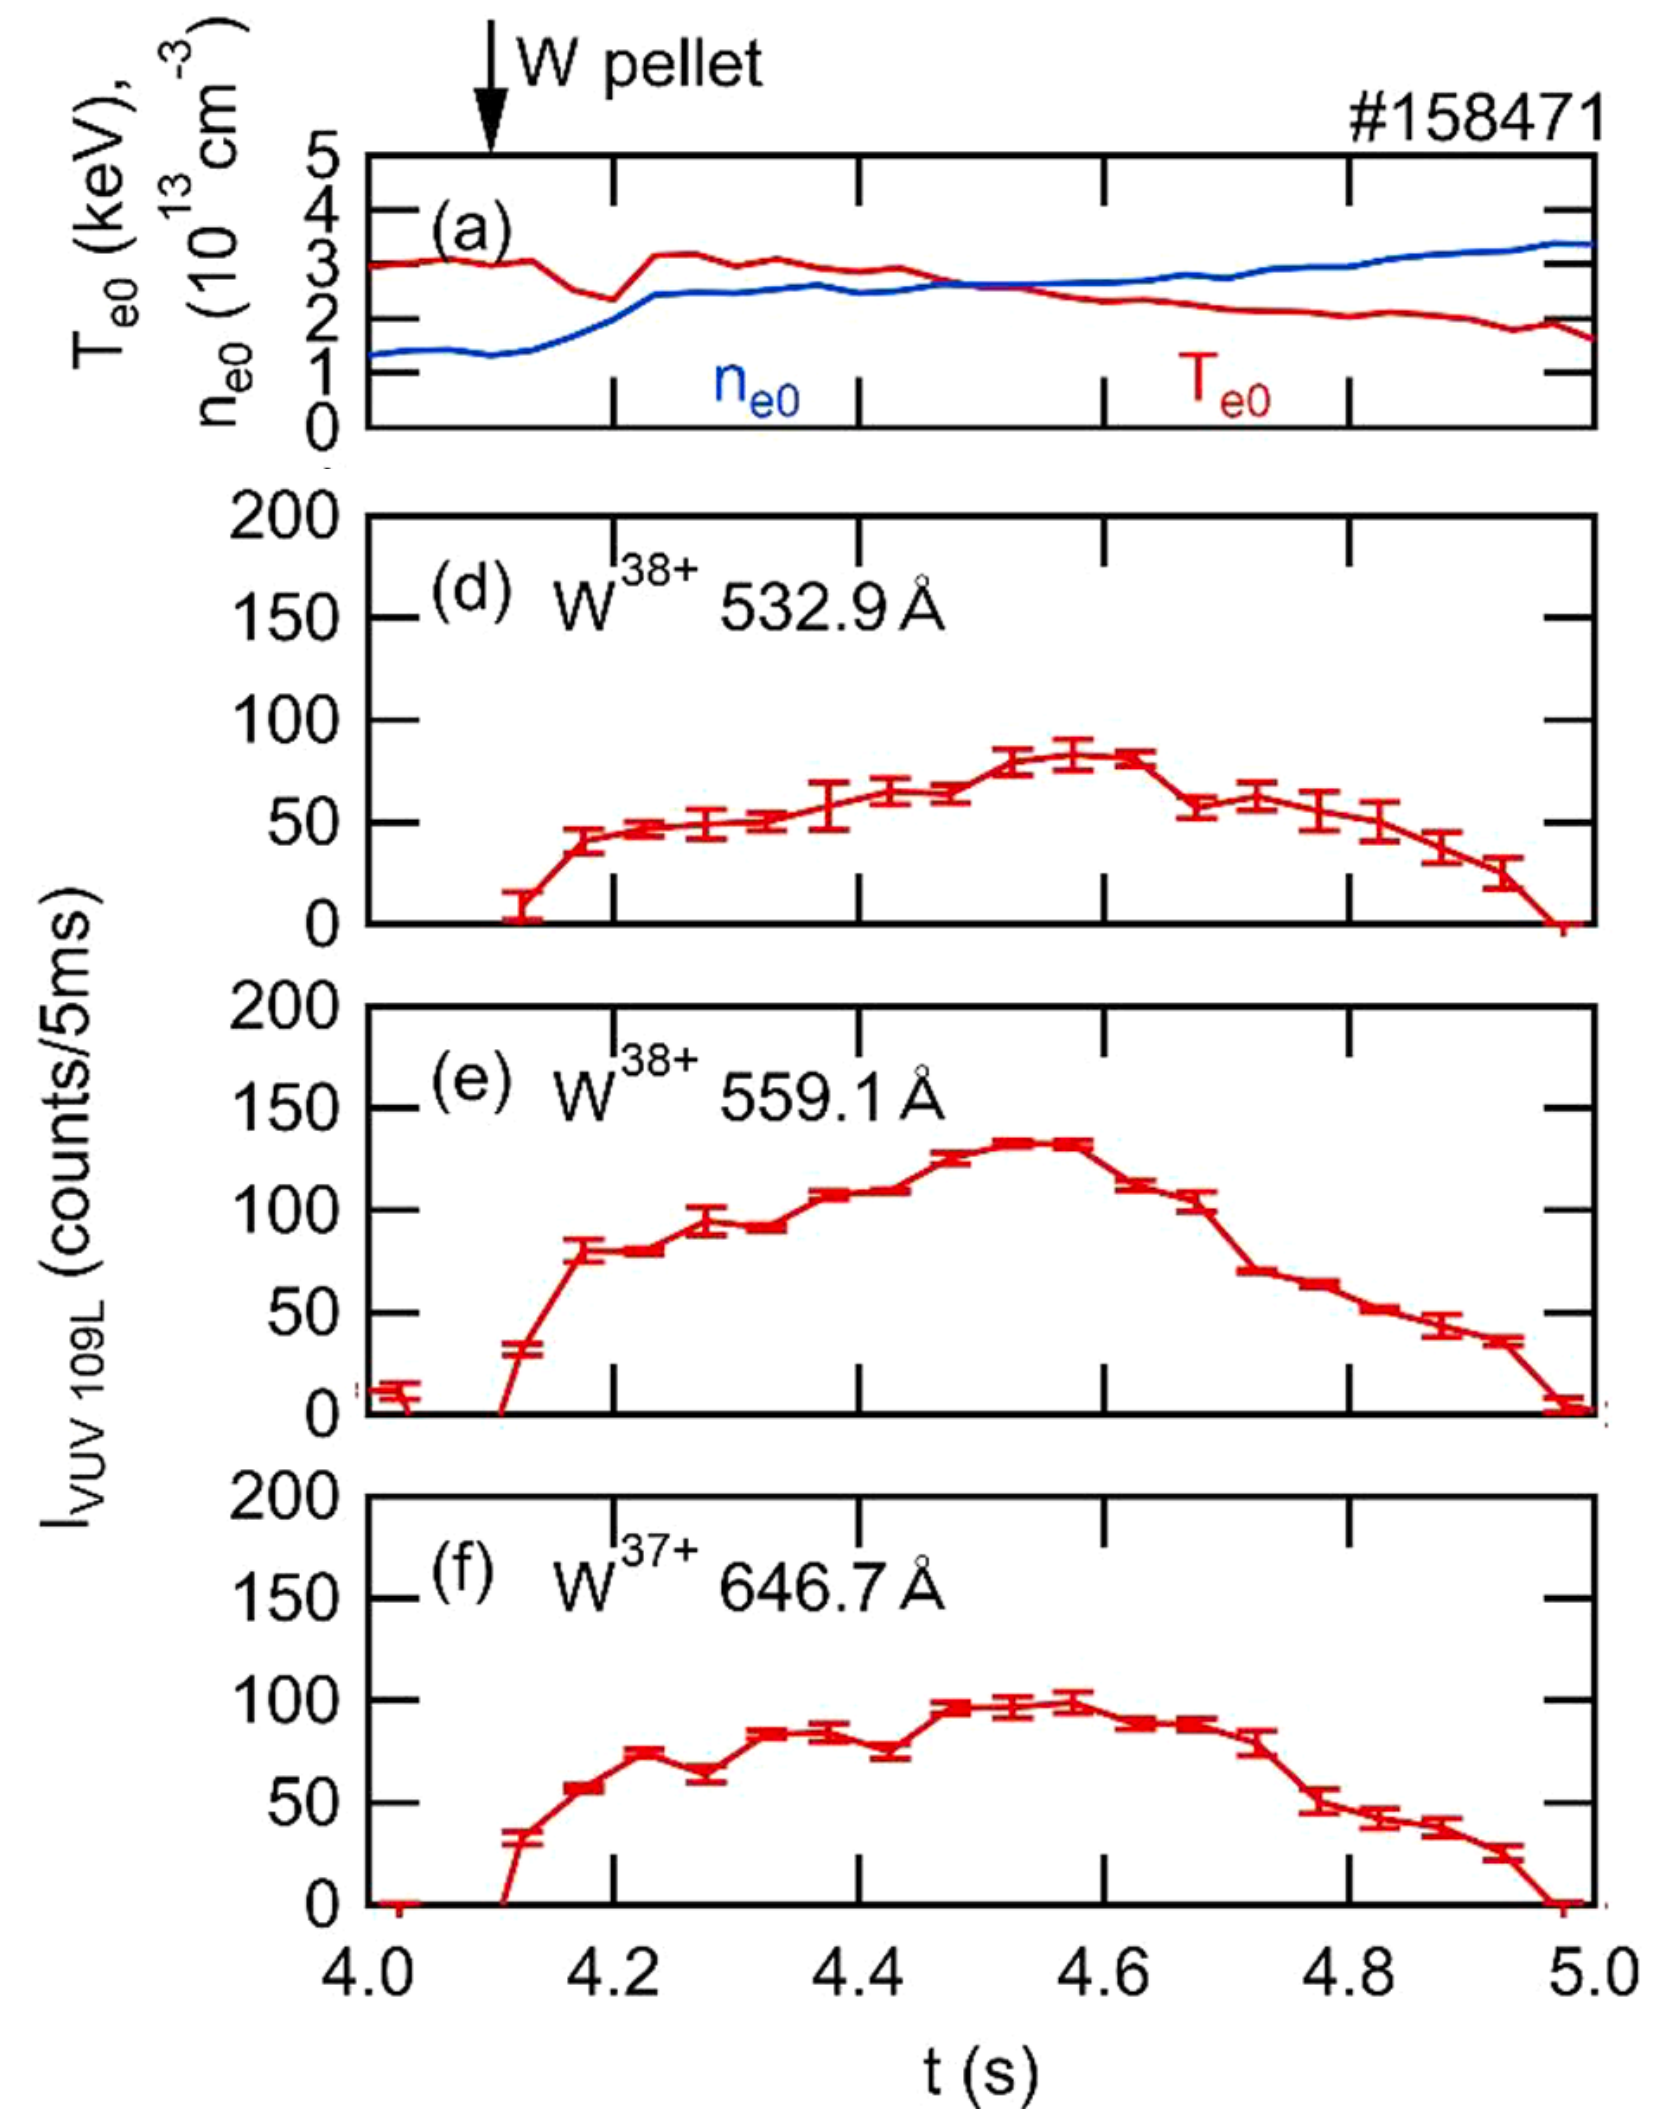 W pellet
#158471
T_e0 (keV),
n_e0 (10^13 cm^-3)
5
4
3
2
1
0
(a)
n_e0
T_e0
200
150
100
50
0
(d) W^38+ 532.9 Å
200
150
100
50
0
(e) W^38+ 559.1 Å
200
150
100
50
0
(f) W^37+ 646.7 Å
I_VUV 109L (counts/5ms)
4.0 4.2 4.4 4.6 4.8 5.0
t (s)